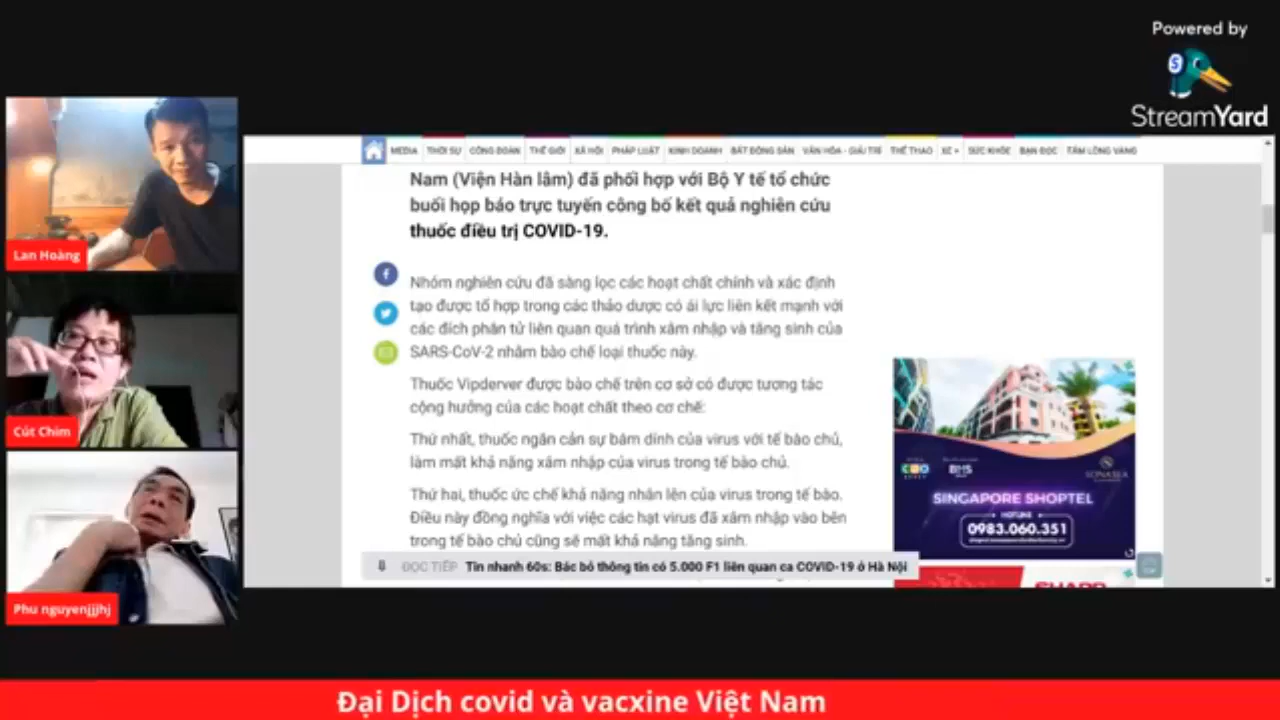 Powered by
StreamYard
Lan Hoàng
Cút Chim
Phu nguyenjjhj
MEDIA THỜI SỰ CÔNG ĐOÀN THẾ GIỚI XÃ HỘI PHÁP LUẬT KINH DOANH BẤT ĐỘNG SẢN VĂN HÓA - GIẢI TRÍ THỂ THAO XE + SỨC KHỎE BẠN ĐỌC TẤM LÒNG VÀNG
Nam (Viện Hàn lâm) đã phối hợp với Bộ Y tế tổ chức
buổi họp báo trực tuyến công bố kết quả nghiên cứu
thuốc điều trị COVID-19.
Nhóm nghiên cứu đã sàng lọc các hoạt chất chính và xác định
tạo được tổ hợp trong các thảo dược có ái lực liên kết mạnh với
các đích phân tử liên quan quá trình xâm nhập và tăng sinh của
SARS-CoV-2 nhằm bào chế loại thuốc này.
Thuốc Vipderver được bào chế trên cơ sở có được tương tác
cộng hưởng của các hoạt chất theo cơ chế:
Thứ nhất, thuốc ngăn cản sự bám dính của virus với tế bào chủ,
làm mất khả năng xâm nhập của virus trong tế bào chủ.
Thứ hai, thuốc ức chế khả năng nhân lên của virus trong tế bào.
Điều này đồng nghĩa với việc các hạt virus đã xâm nhập vào bên
trong tế bào chủ cũng sẽ mất khả năng tăng sinh.
ĐỌC TIẾP Tin nhanh 60s: Bác bỏ thông tin có 5.000 F1 liên quan ca COVID-19 ở Hà Nội
BHS
SONASEA
SINGAPORE SHOPTEL
HOTLINE
0983.060.351
SHARP
Đại Dịch covid và vacxine Việt Nam